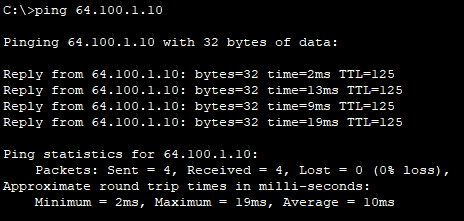 C:\>ping 64.100.1.10
Pinging 64.100.1.10 with 32 bytes of data:
Reply from 64.100.1.10: bytes=32 time=2ms TTL=125
Reply from 64.100.1.10: bytes=32 time=13ms TTL=125
Reply from 64.100.1.10: bytes=32 time=9ms TTL=125
Reply from 64.100.1.10: bytes=32 time=19ms TTL=125
Ping statistics for 64.100.1.10:
    Packets: Sent = 4, Received = 4, Lost = 0 (0% loss),
Approximate round trip times in milli-seconds:
    Minimum = 2ms, Maximum = 19ms, Average = 10ms